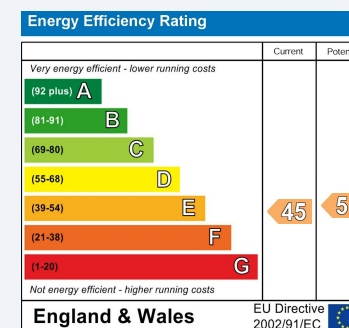 Energy Efficiency Rating
Current
Very energy efficient - lower running costs
(92 plus) A
(81-91) B
(69-80) C
(55-68) D
(39-54) E
45
(21-38) F
(1-20) G
Not energy efficient - higher running costs
England & Wales
EU Directive
2002/91/EC